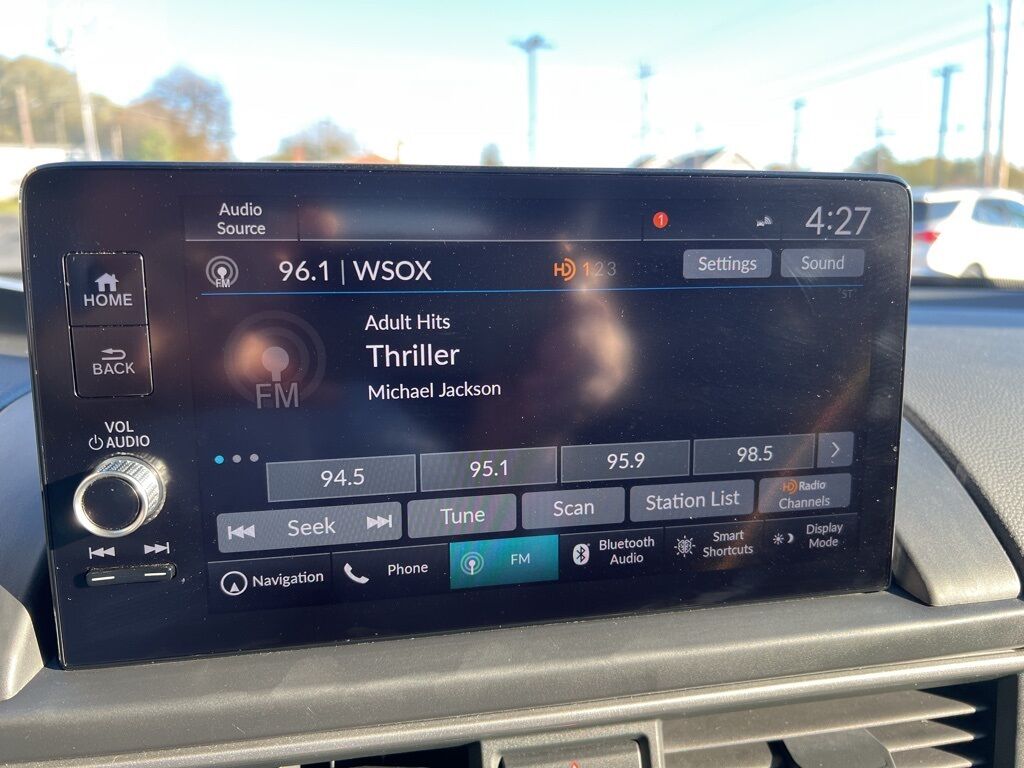 Audio
Source
1
4:27
HOME
BACK
VOL
AUDIO
FM
96.1 | WSOX
HD 1 2 3
Settings
Sound
ST
FM
Adult Hits
Thriller
Michael Jackson
94.5
95.1
95.9
98.5
Seek
Tune
Scan
Station List
HD Radio
Channels
Navigation
Phone
FM
Bluetooth
Audio
Smart
Shortcuts
Display
Mode